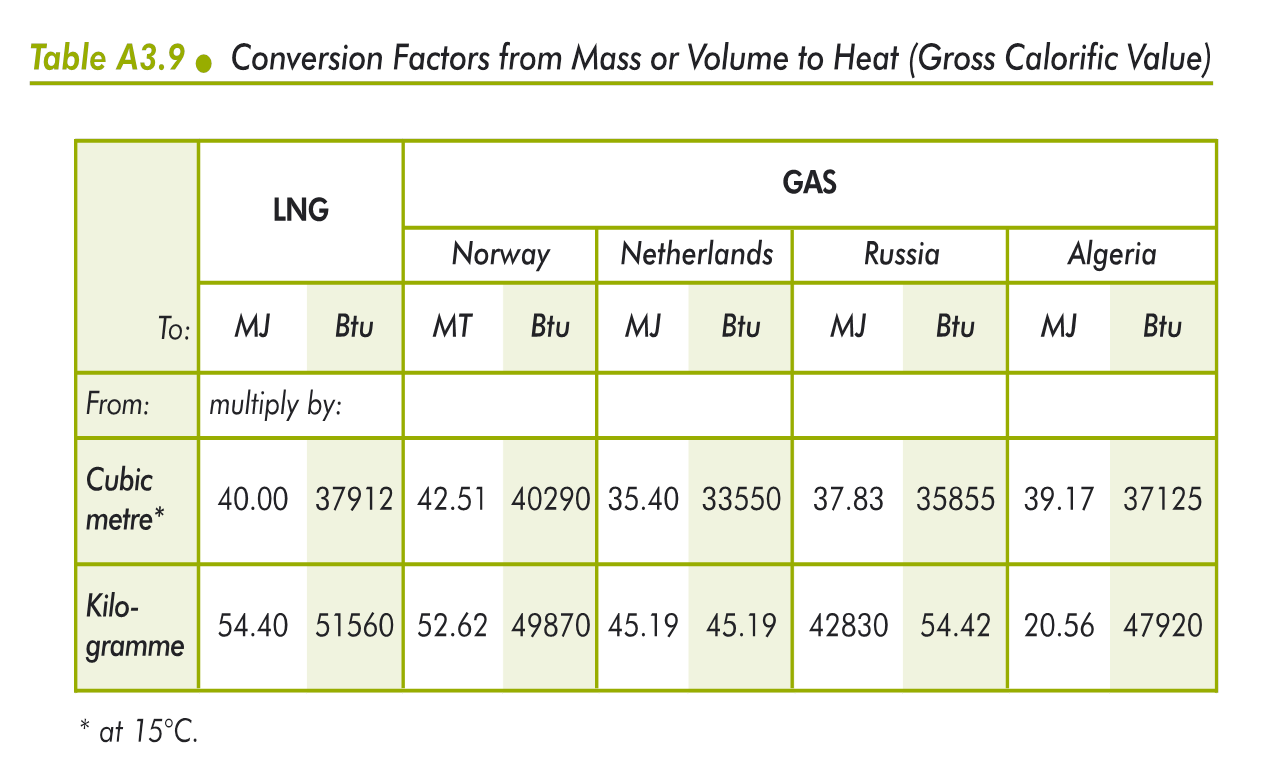 Table A3.9 ● Conversion Factors from Mass or Volume to Heat (Gross Calorific Value)
LNG
GAS
Norway Netherlands Russia Algeria
To: MJ Btu MT Btu MJ Btu MJ Btu MJ Btu
From: multiply by:
Cubic
metre* 40.00 37912 42.51 40290 35.40 33550 37.83 35855 39.17 37125
Kilo-
gramme 54.40 51560 52.62 49870 45.19 45.19 42830 54.42 20.56 47920
* at 15°C.